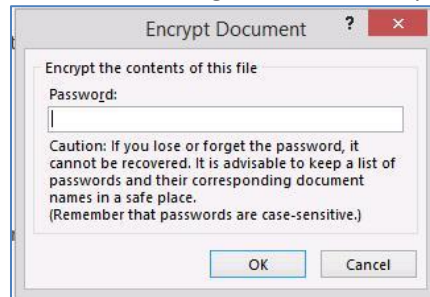 Encrypt Document ? ×
Encrypt the contents of this file
Password:
Caution: If you lose or forget the password, it
cannot be recovered. It is advisable to keep a list of
passwords and their corresponding document
names in a safe place.
(Remember that passwords are case-sensitive.)
OK Cancel